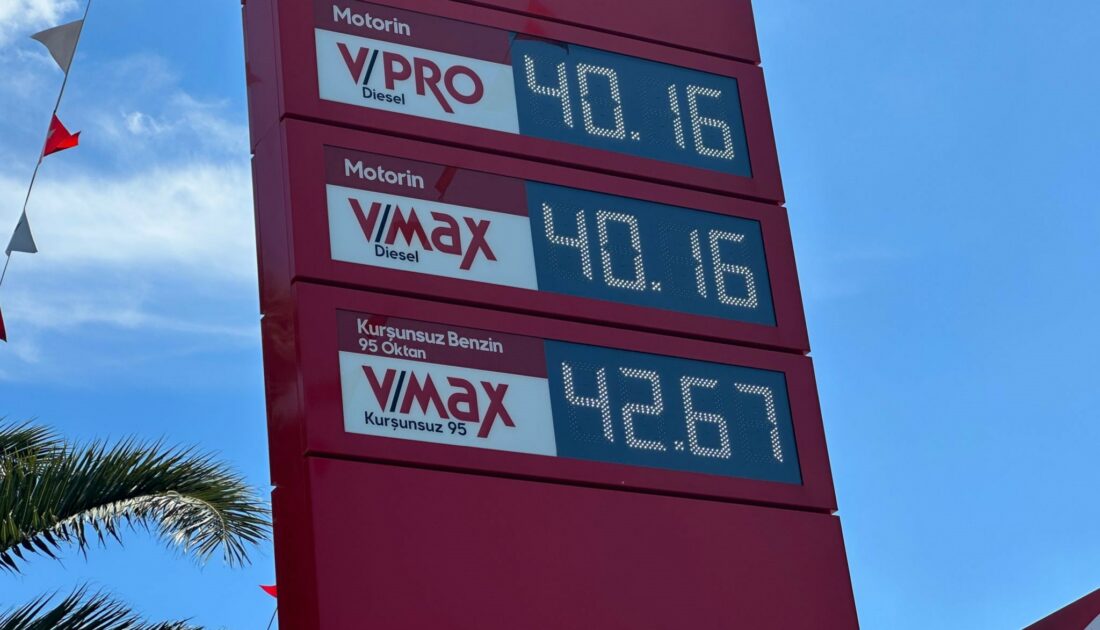 Motorin
V/PRO
Diesel
40.16
Motorin
V/MAX
Diesel
40.16
Kurşunsuz Benzin
95 Oktan
V/MAX
Kurşunsuz 95
42.67